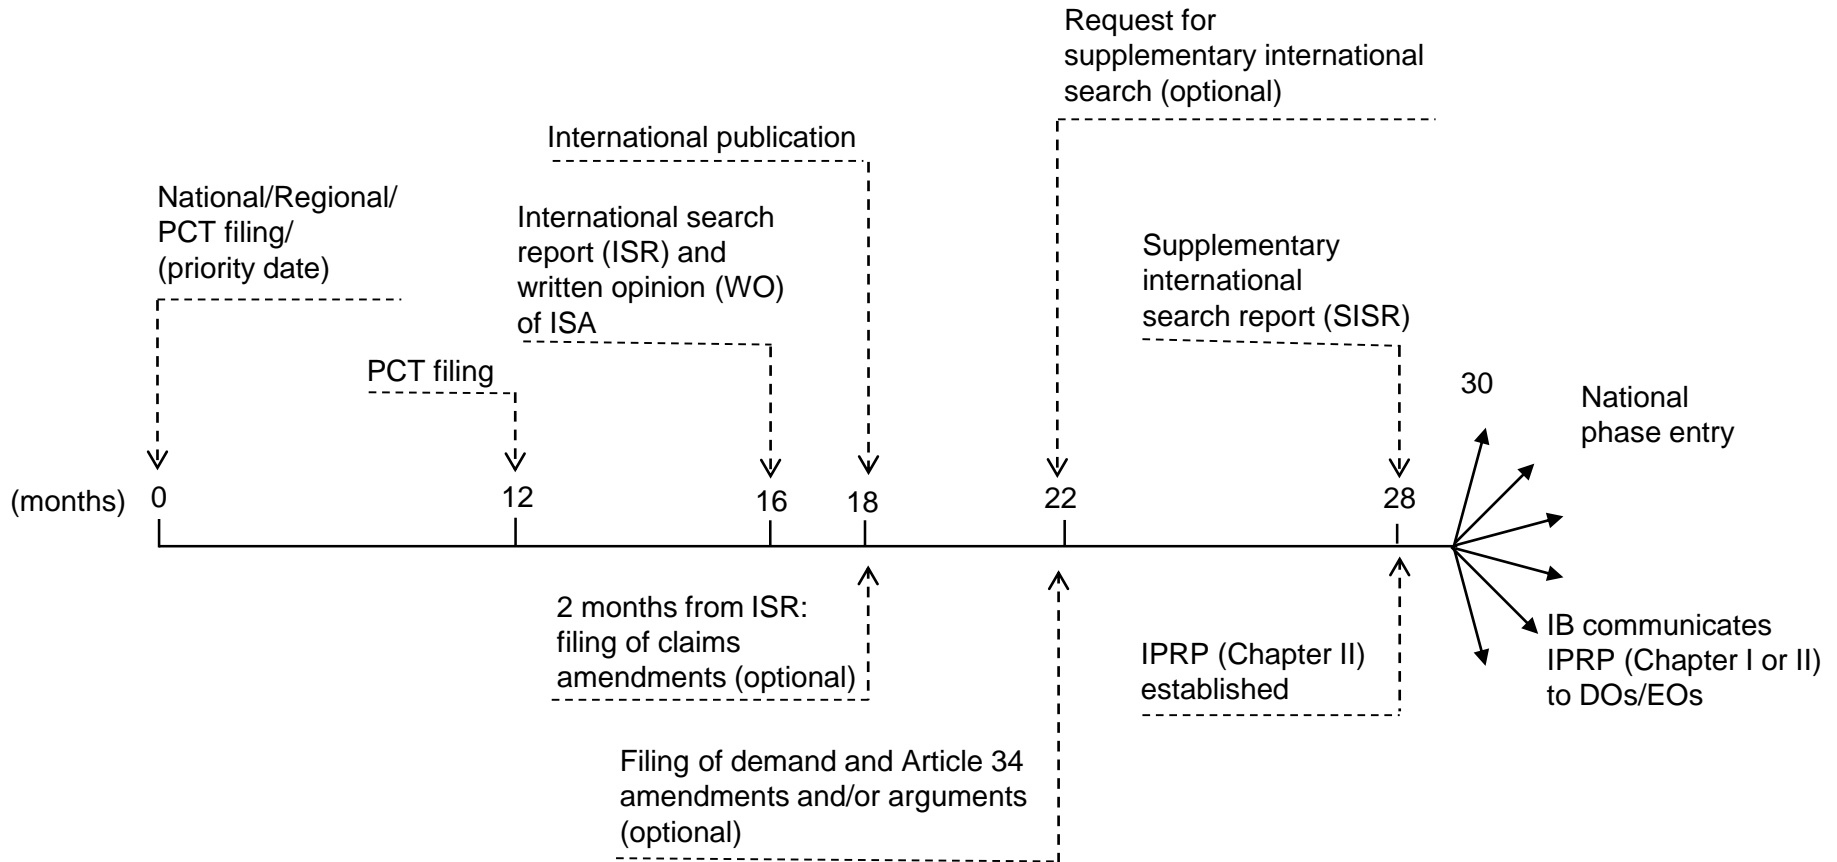 Request for
supplementary international
search (optional)
International publication
National/Regional/
PCT filing/
(priority date)
International search
report (ISR) and
written opinion (WO)
of ISA
Supplementary
international
search report (SISR)
PCT filing
30
National
phase entry
(months) 0 12 16 18 22 28
2 months from ISR:
filing of claims
amendments (optional)
IPRP (Chapter II)
established
IB communicates
IPRP (Chapter I or II)
to DOs/EOs
Filing of demand and Article 34
amendments and/or arguments
(optional)